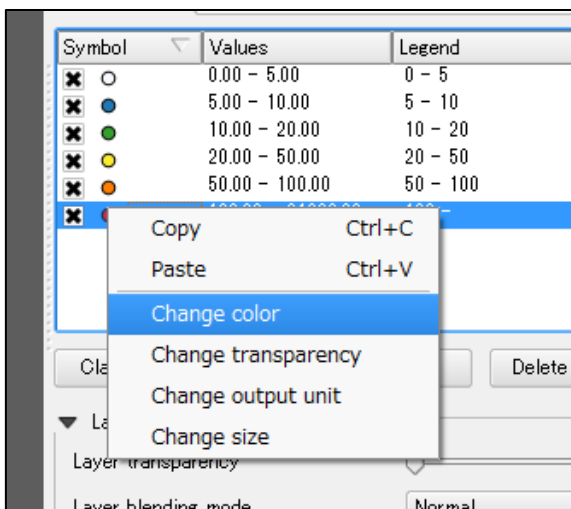 Symbol Values Legend
0.00 - 5.00 0 - 5
5.00 - 10.00 5 - 10
10.00 - 20.00 10 - 20
20.00 - 50.00 20 - 50
50.00 - 100.00 50 - 100
Copy Ctrl+C
Paste Ctrl+V
Change color
Change transparency
Change output unit
Change size
Delete
Layer transparency
Layer blending mode Normal